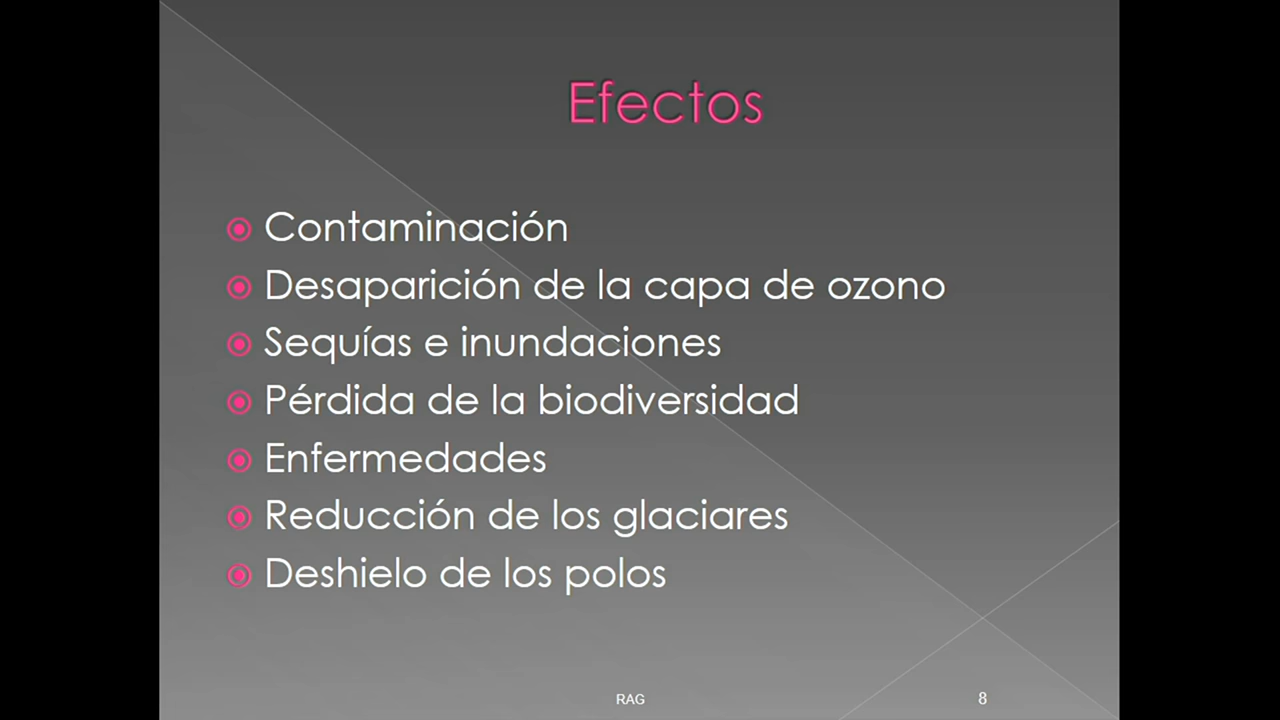 Efectos
Contaminación
Desaparición de la capa de ozono
Sequías e inundaciones
Pérdida de la biodiversidad
Enfermedades
Reducción de los glaciares
Deshielo de los polos
RAG
8